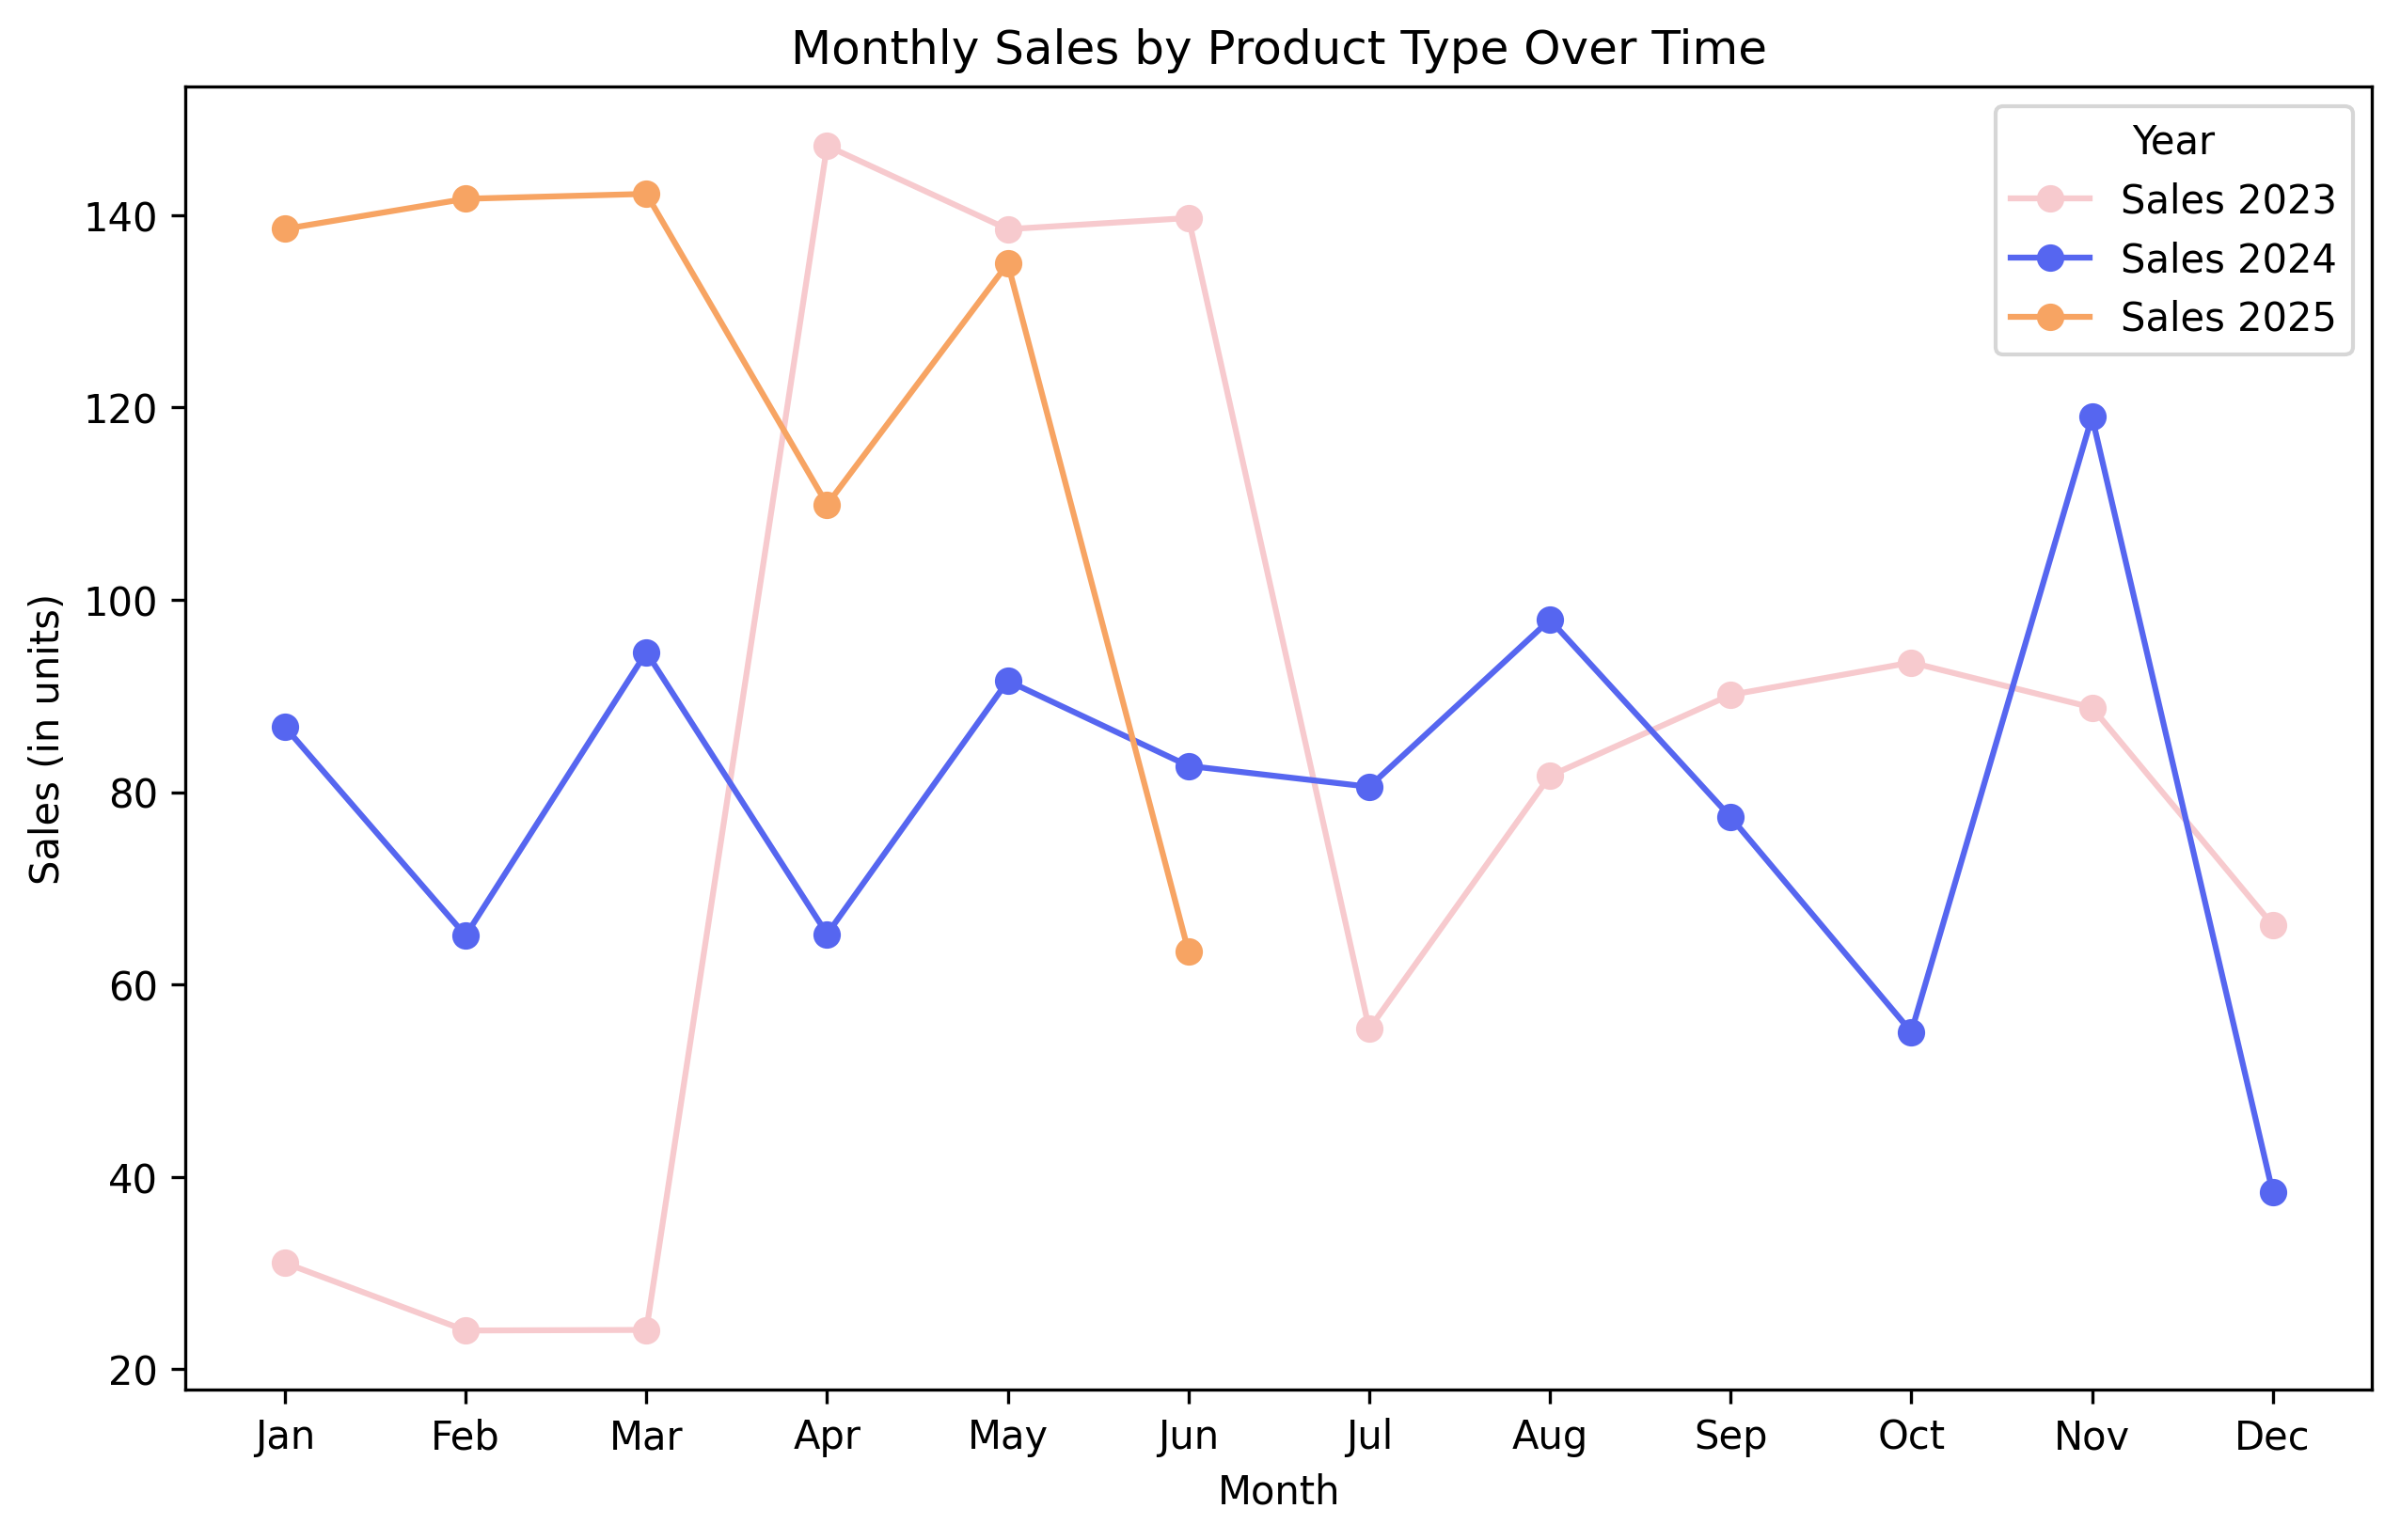 Monthly Sales by Product Type Over Time
Year
Sales 2023
Sales 2024
Sales 2025
140
120
100
80
60
40
20
Sales (in units)
Jan Feb Mar Apr May Jun Jul Aug Sep Oct Nov Dec
Month